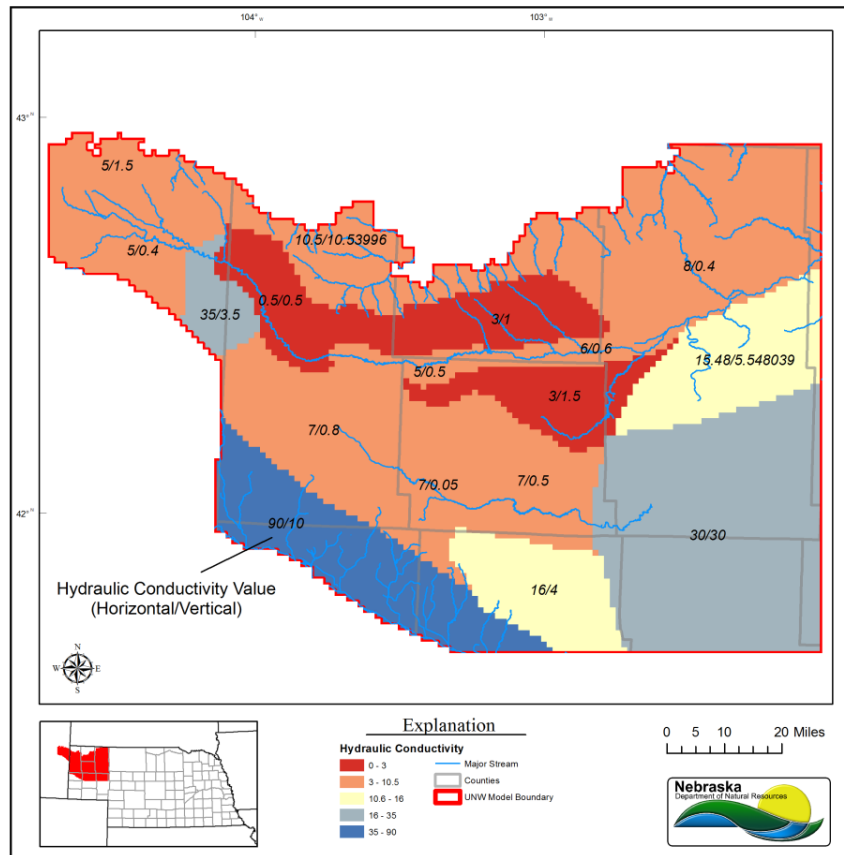 104° W
103° W
43° N
5/1.5
10.5/10.53996
5/0.4
8/0.4
0.5/0.5
35/3.5
3/1
6/0.6
15.48/5.548039
5/0.5
3/1.5
7/0.8
7/0.05
7/0.5
42° N
90/10
30/30
Hydraulic Conductivity Value
(Horizontal/Vertical)
16/4
N
W
E
S
Explanation
Hydraulic Conductivity
0 - 3
3 - 10.5
10.6 - 16
16 - 35
35 - 90
Major Stream
Counties
UNW Model Boundary
0 5 10 20 Miles
Nebraska
Department of Natural Resources